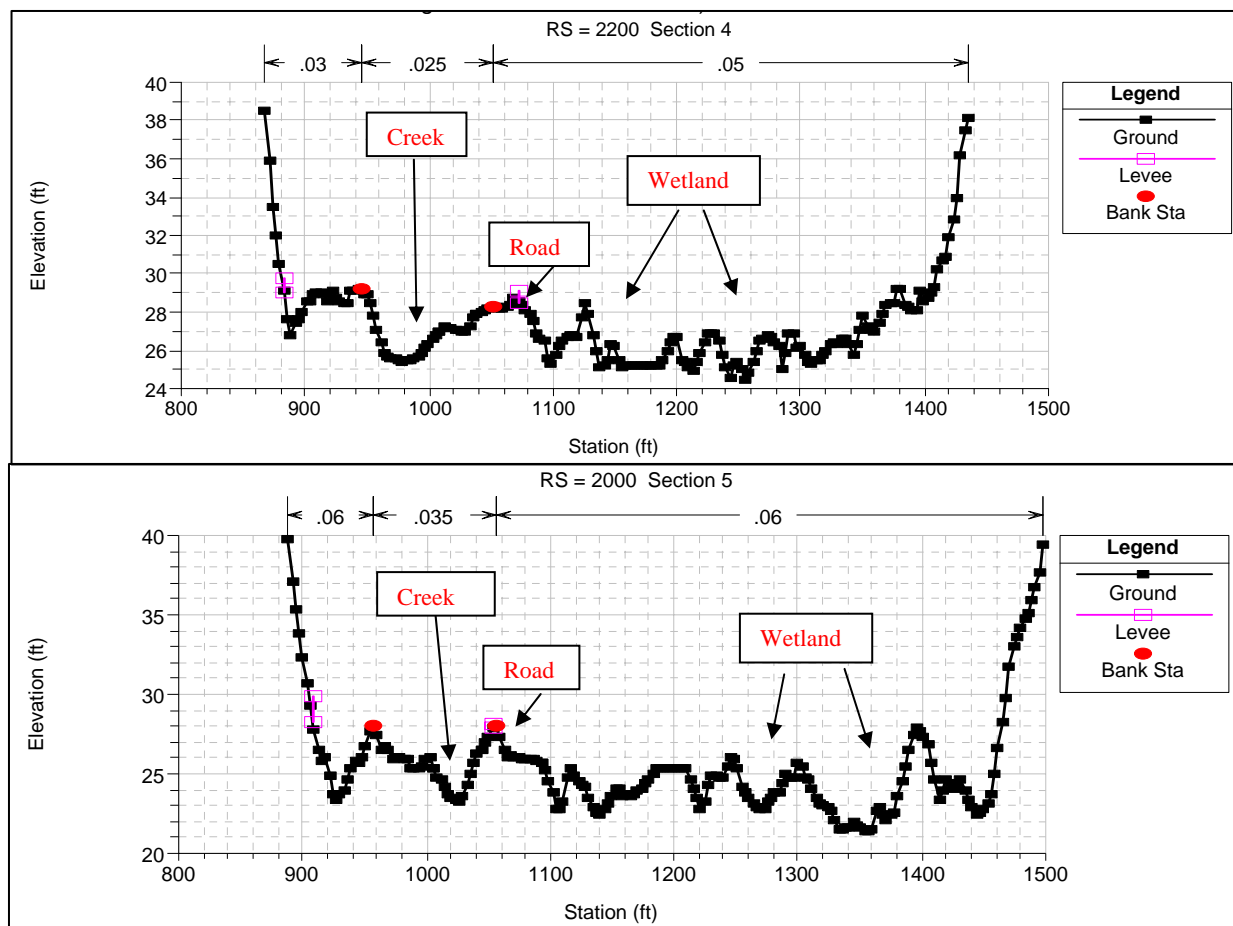 RS = 2200 Section 4
.03 .025 .05
40
38
36
34
32
30
28
26
24
Elevation (ft)
Creek
Wetland
Road
800 900 1000 1100 1200 1300 1400 1500
Station (ft)
Legend
Ground
Levee
Bank Sta
RS = 2000 Section 5
.06 .035 .06
40
35
30
25
20
Elevation (ft)
Creek
Wetland
Road
800 900 1000 1100 1200 1300 1400 1500
Station (ft)
Legend
Ground
Levee
Bank Sta